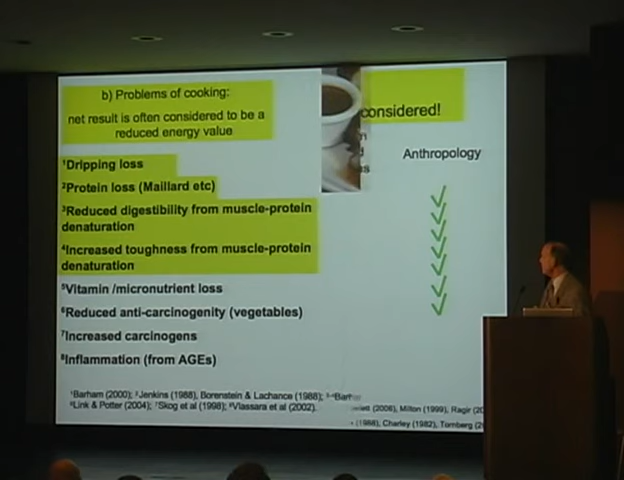 b) Problems of cooking:
net result is often considered to be a
reduced energy value
considered!
Anthropology
¹Dripping loss
²Protein loss (Maillard etc)
³Reduced digestibility from muscle-protein
denaturation
⁴Increased toughness from muscle-protein
denaturation
⁵Vitamin /micronutrient loss
⁶Reduced anti-carcinogenity (vegetables)
⁷Increased carcinogens
⁸Inflammation (from AGEs)
¹Barham (2000); ²Jenkins (1988), Borenstein & Lachance (1988);
⁶Link & Potter (2004); ⁷Skog et al (1998); ⁸Vlassara et al (2002).
(2006), Milton (1999), Ragir
(1988), Charley (1982), Tornberg